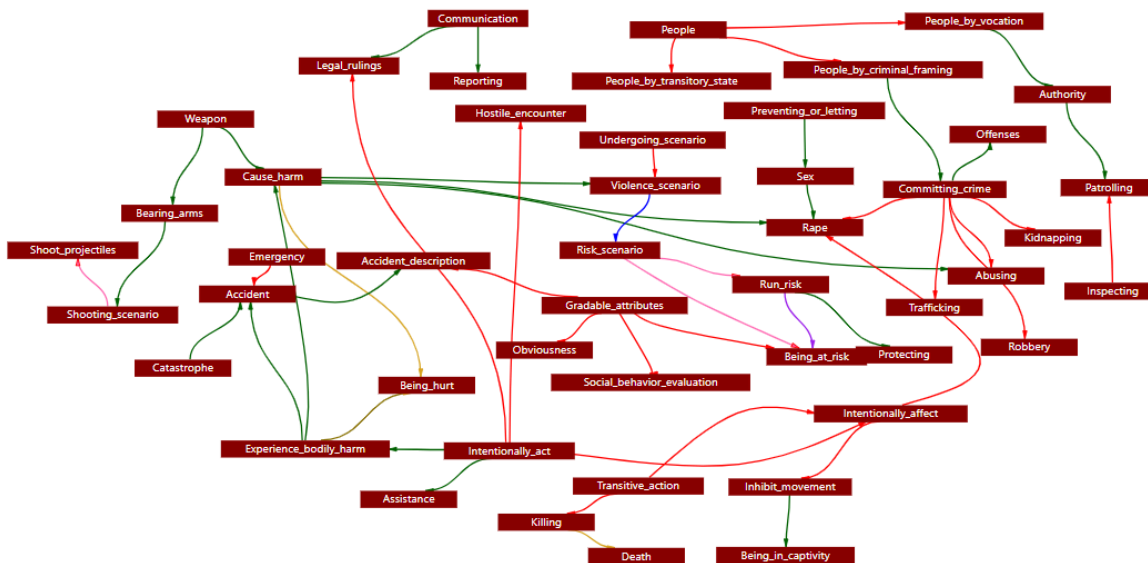 Communication
People_by_vocation
People
Legal_rulings
Reporting
People_by_transitory_state
People_by_criminal_framing
Authority
Weapon
Hostile_encounter
Preventing_or_letting
Undergoing_scenario
Offenses
Cause_harm
Violence_scenario
Sex
Committing_crime
Patrolling
Bearing_arms
Rape
Kidnapping
Shoot_projectiles
Emergency
Accident_description
Risk_scenario
Abusing
Accident
Run_risk
Inspecting
Shooting_scenario
Gradable_attributes
Trafficking
Catastrophe
Obviousness
Being_at_risk
Protecting
Robbery
Being_hurt
Social_behavior_evaluation
Intentionally_affect
Experience_bodily_harm
Intentionally_act
Assistance
Transitive_action
Inhibit_movement
Killing
Death
Being_in_captivity